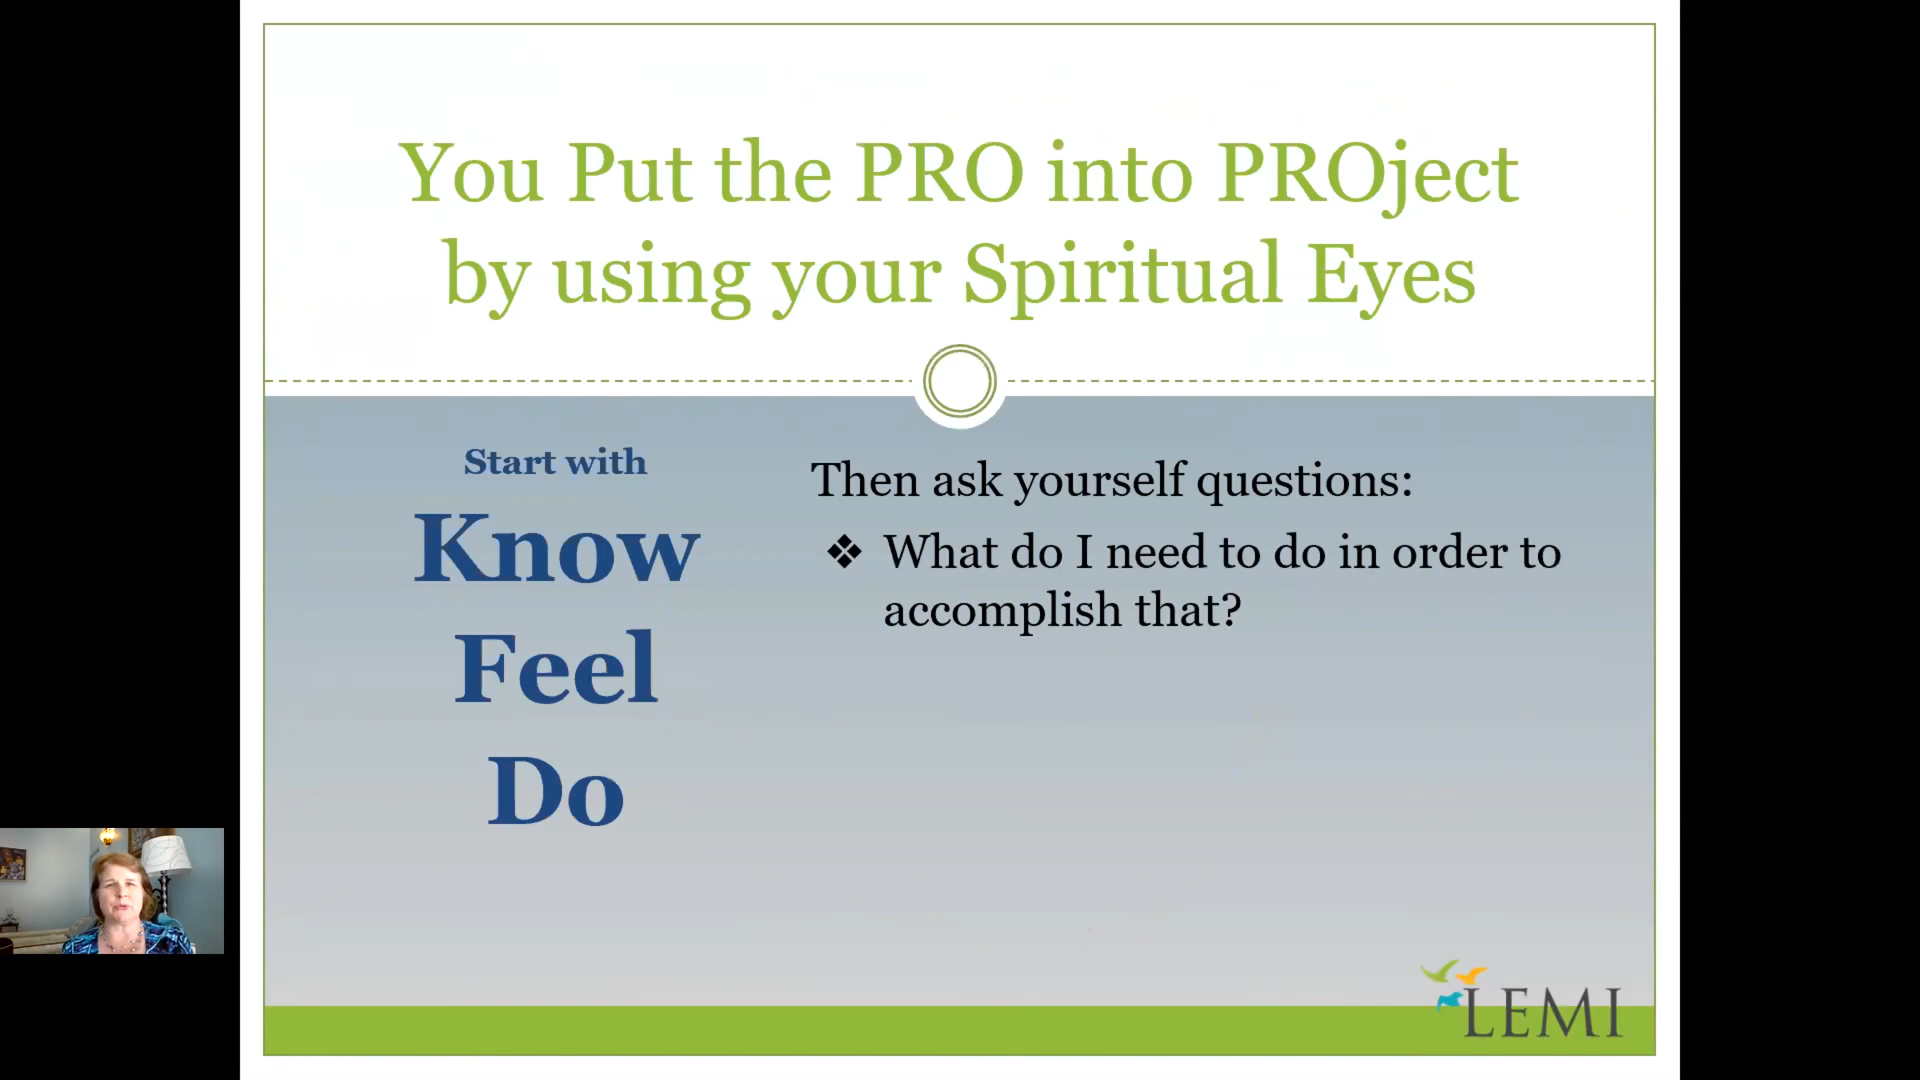 You Put the PRO into PROject
by using your Spiritual Eyes
Start with
Know
Feel
Do
Then ask yourself questions:
❖ What do I need to do in order to
accomplish that?
LEMI